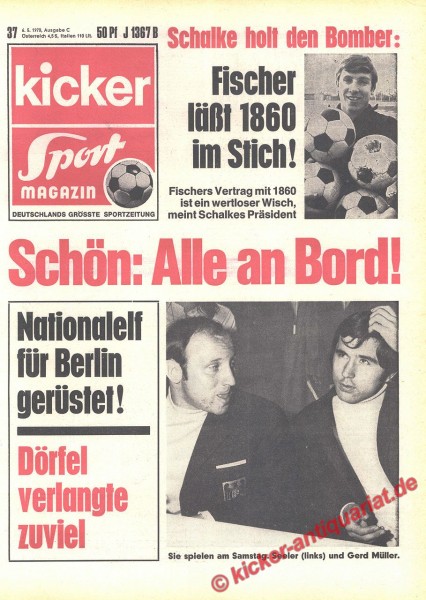 37
4. 5. 1970, Ausgabe C
Österreich 4,5 S, Italien 110 Lit.
50 Pf J 1367 B
kicker
Sport
MAGAZIN
DEUTSCHLANDS GRÖSSTE SPORTZEITUNG
Schalke holt den Bomber:
Fischer
läßt 1860
im Stich!
Fischers Vertrag mit 1860
ist ein wertloser Wisch,
meint Schalkes Präsident
Schön: Alle an Bord!
Nationalelf
für Berlin
gerüstet!
Dörfel
verlangte
zuviel
Sie spielen am Samstag: Seeler (links) und Gerd Müller.
© kicker-antiquariat.de